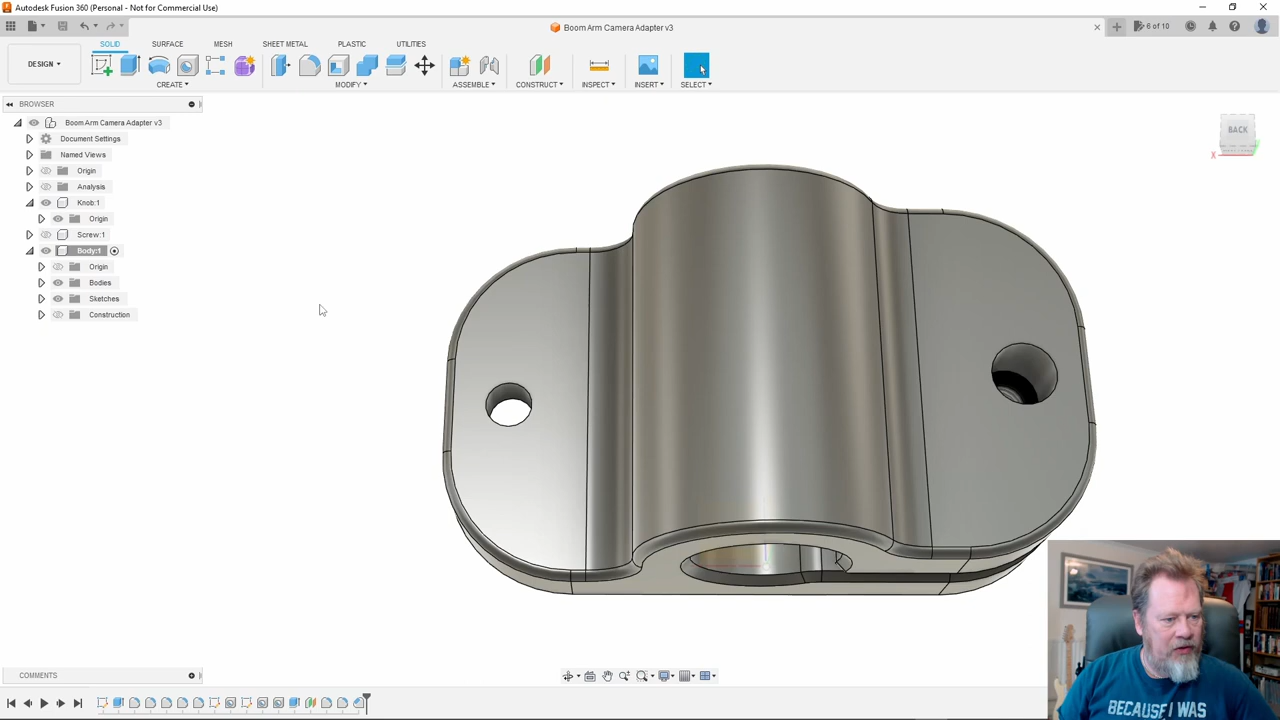 Autodesk Fusion 360 (Personal - Not for Commercial Use)
Boom Arm Camera Adapter v3
6 of 10
DESIGN
SOLID
SURFACE
MESH
SHEET METAL
PLASTIC
UTILITIES
CREATE
MODIFY
ASSEMBLE
CONSTRUCT
INSPECT
INSERT
SELECT
BROWSER
Boom Arm Camera Adapter v3
Document Settings
Named Views
Origin
Analysis
Knob:1
Origin
Screw:1
Body:1
Origin
Bodies
Sketches
Construction
BACK
X
COMMENTS
BECAUSE I WAS